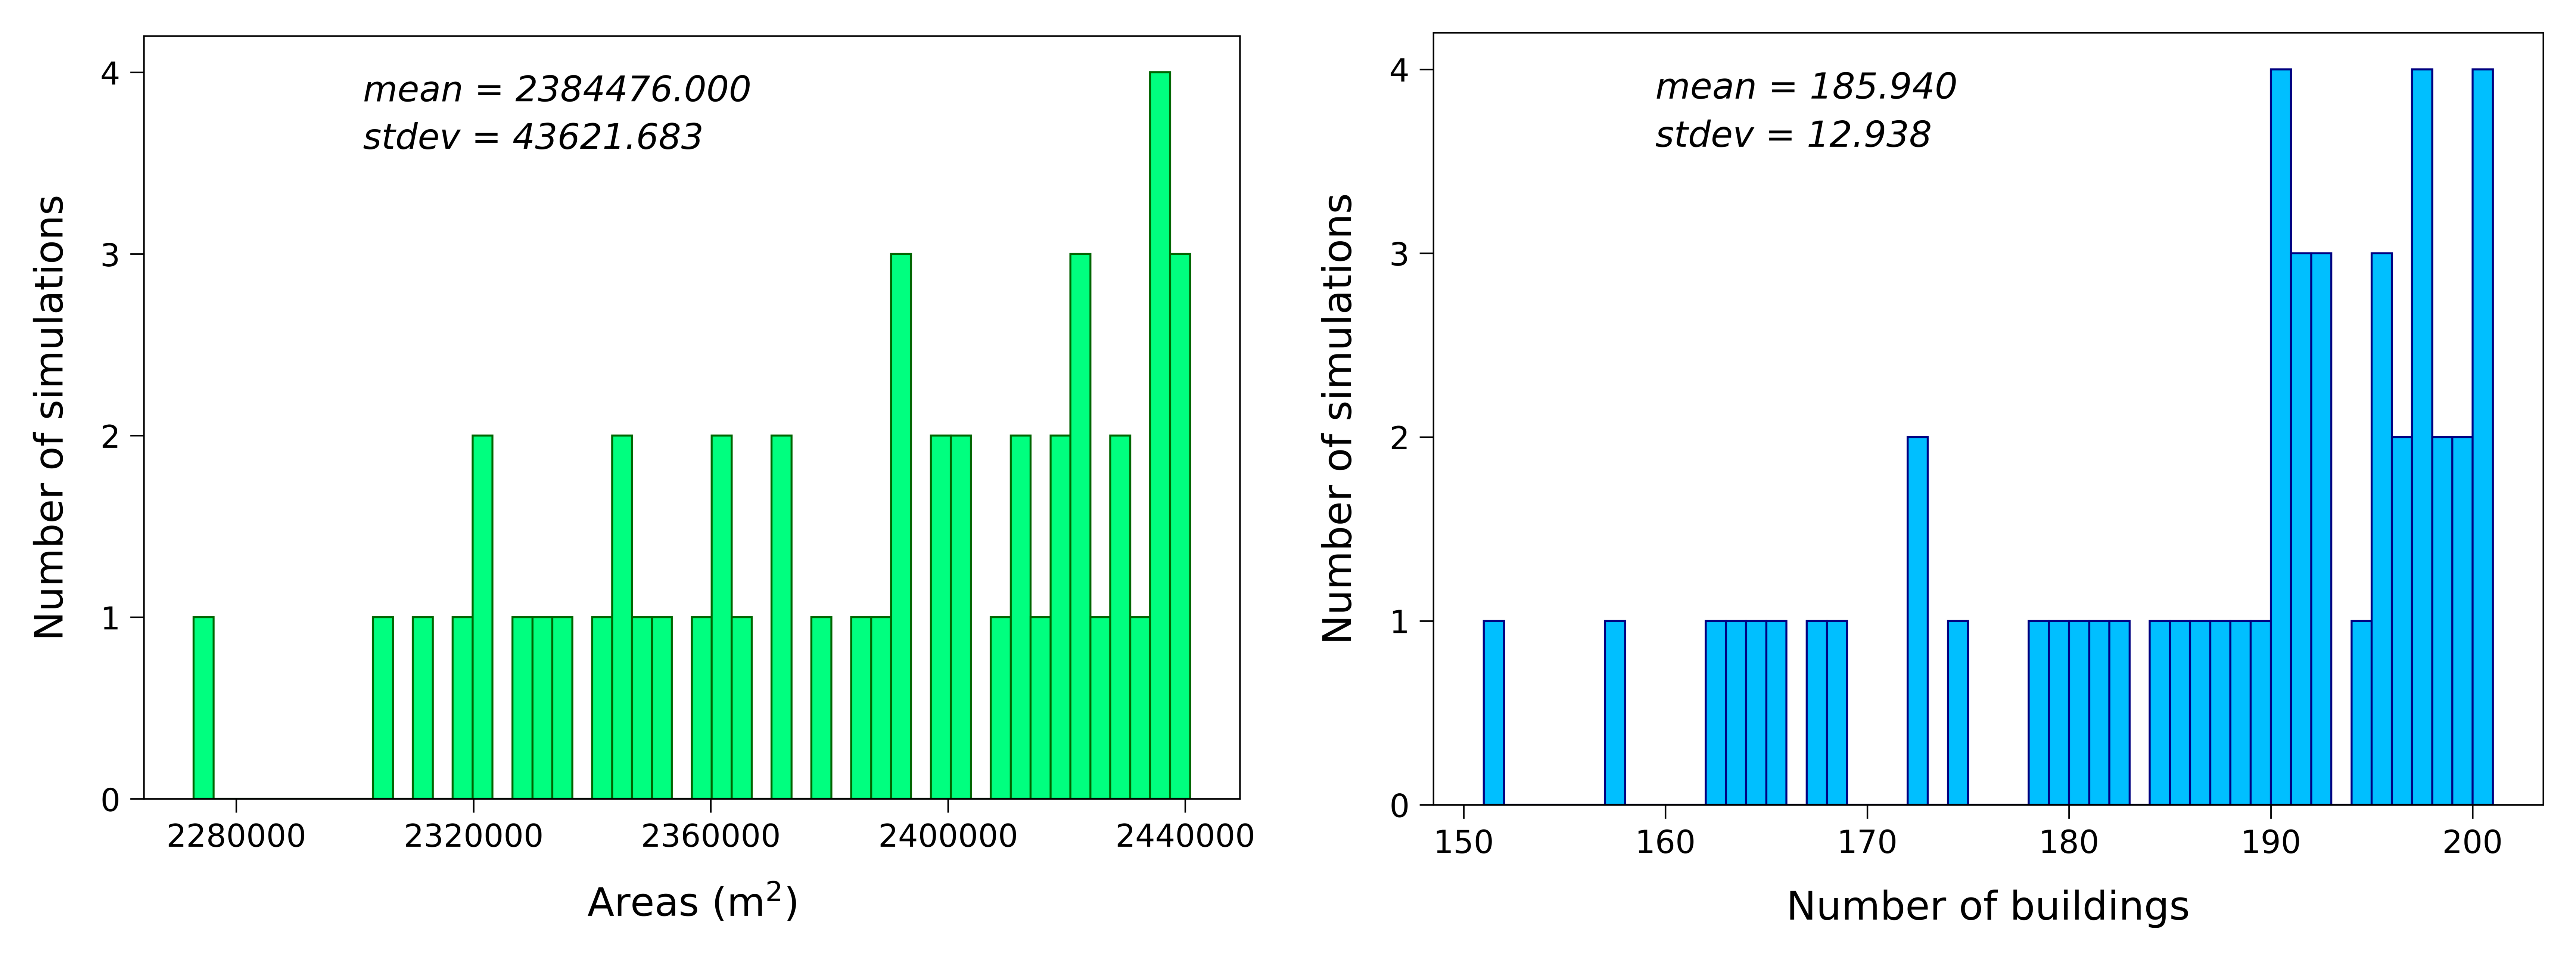 mean = 2384476.000
stdev = 43621.683
Number of simulations
4
3
2
1
0
2280000 2320000 2360000 2400000 2440000
Areas (m²)
mean = 185.940
stdev = 12.938
Number of simulations
4
3
2
1
0
150 160 170 180 190 200
Number of buildings